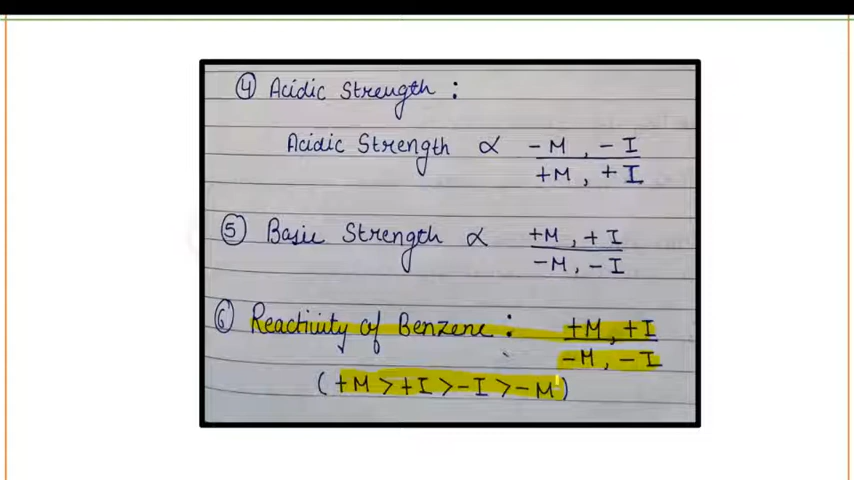 ④ Acidic Strength :
Acidic Strength ∝ -M , -I
+M , +I
⑤ Basic Strength ∝ +M , +I
-M , -I
⑥ Reactivity of Benzene : +M , +I
-M , -I
( +M > +I > -I > -M )